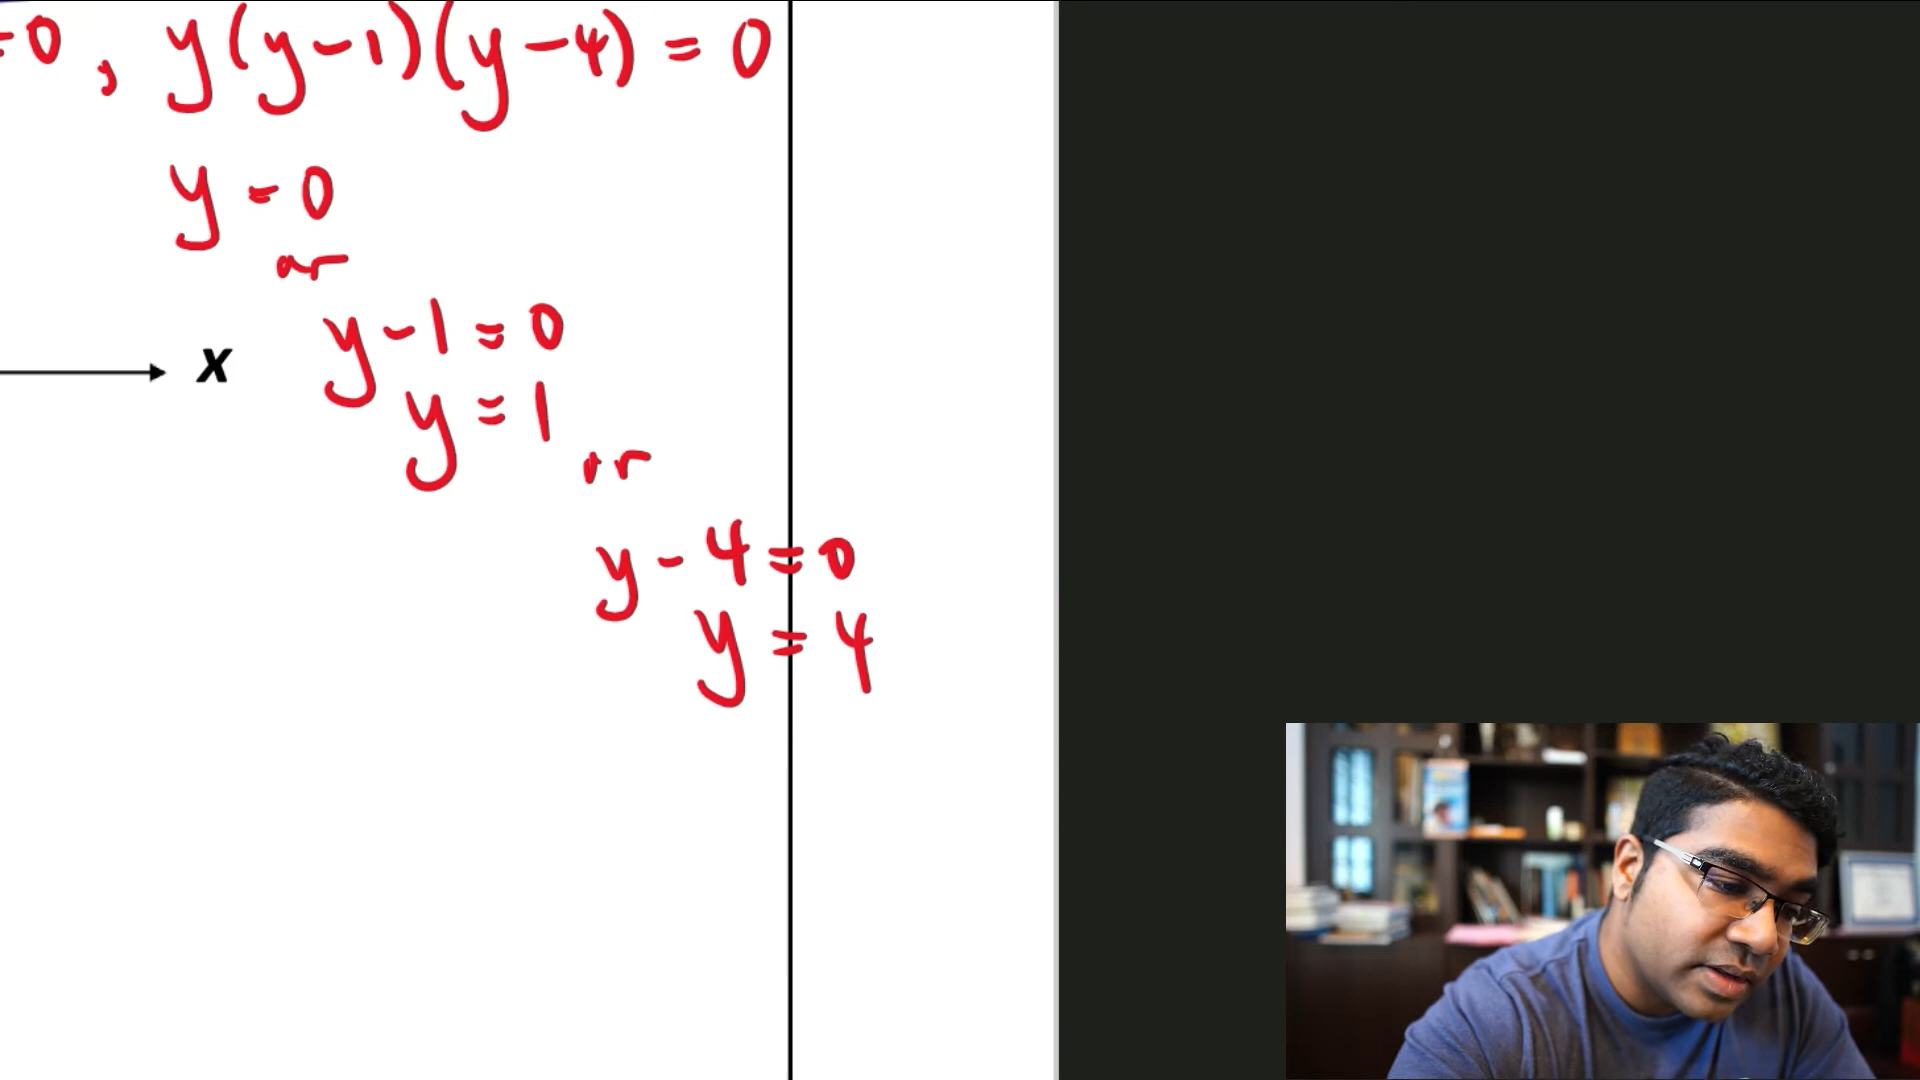 =0 , y(y-1)(y-4) = 0
y = 0
or
y-1 = 0
x
y = 1
or
y - 4 = 0
y = 4